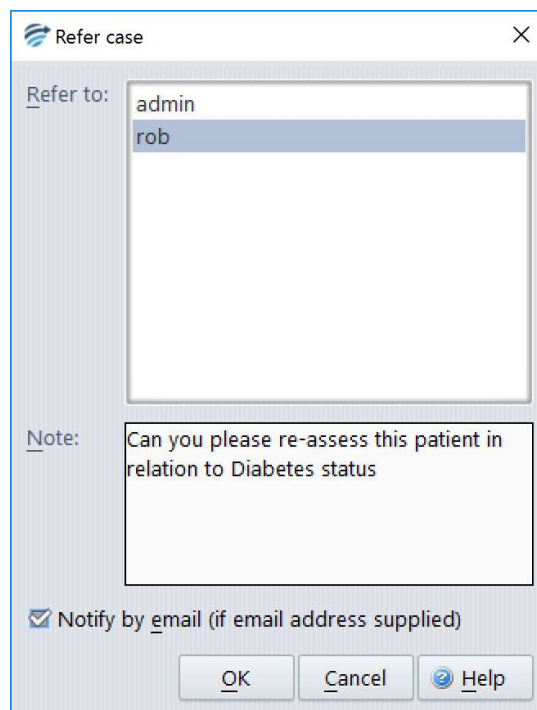 Refer case
Refer to:
admin
rob
Note:
Can you please re-assess this patient in
relation to Diabetes status
Notify by email (if email address supplied)
OK
Cancel
Help